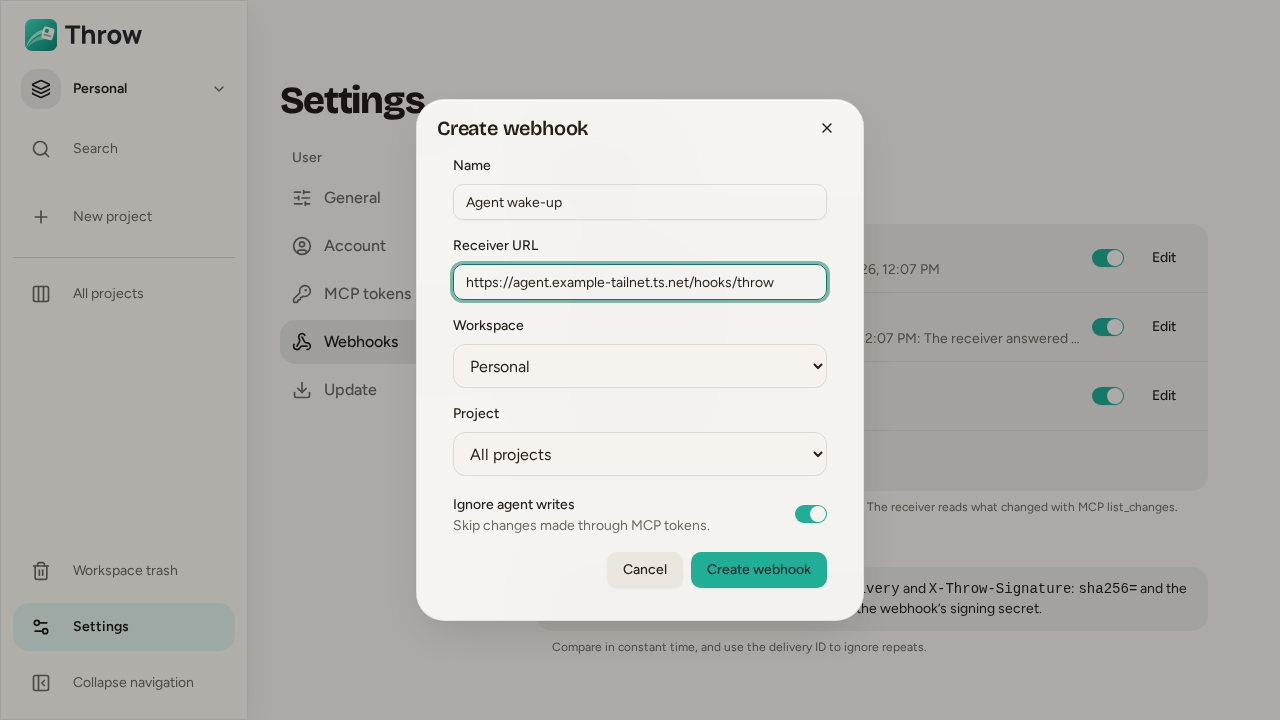 Throw
Personal
Search
New project
All projects
Workspace trash
Settings
Collapse navigation
Settings
User
General
Account
MCP tokens
Webhooks
Update
Create webhook
Name
Agent wake-up
Receiver URL
https://agent.example-tailnet.ts.net/hooks/throw
Workspace
Personal
Project
All projects
Ignore agent writes
Skip changes made through MCP tokens.
Cancel
Create webhook
12:07 PM
Edit
2:07 PM: The receiver answered ...
Edit
Edit
The receiver reads what changed with MCP list_changes.
and X-Throw-Signature: sha256= and the
the webhook's signing secret.
Compare in constant time, and use the delivery ID to ignore repeats.